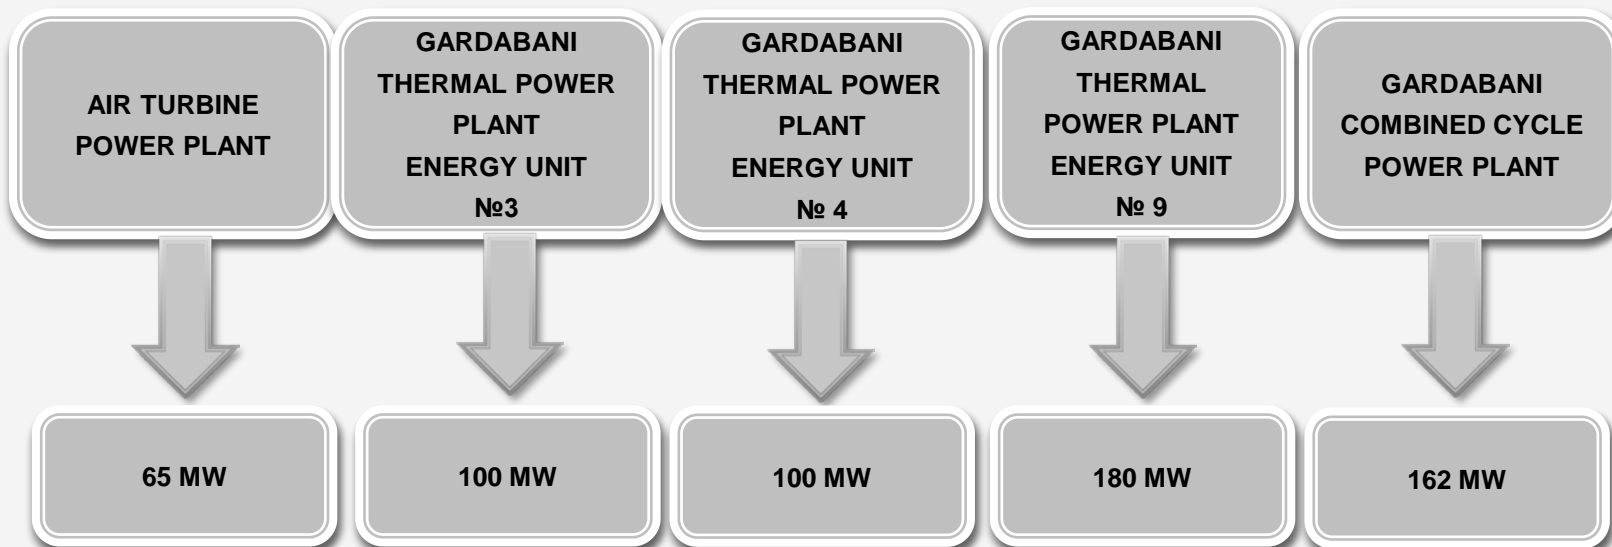 AIR TURBINE
POWER PLANT
GARDABANI
THERMAL POWER
PLANT
ENERGY UNIT
№3
GARDABANI
THERMAL POWER
PLANT
ENERGY UNIT
№ 4
GARDABANI
THERMAL
POWER PLANT
ENERGY UNIT
№ 9
GARDABANI
COMBINED CYCLE
POWER PLANT
65 MW
100 MW
100 MW
180 MW
162 MW